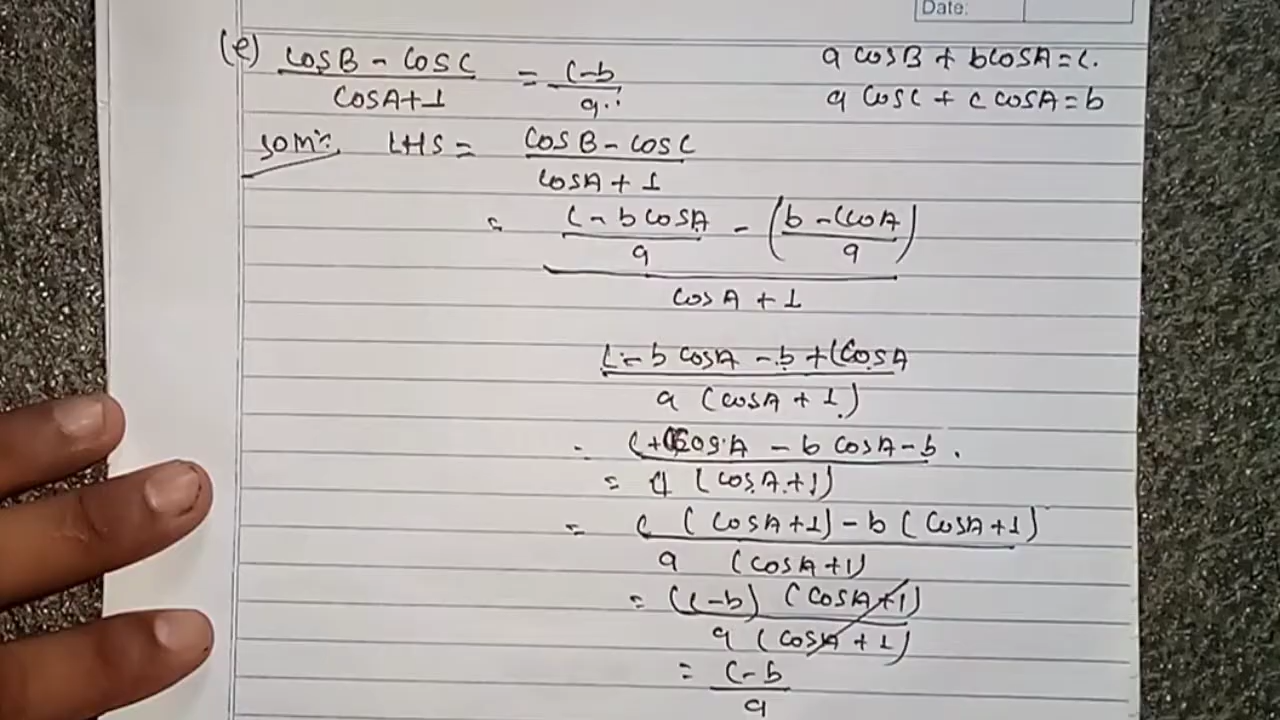 Date:
(e) cosB - cosC / cosA+1 = c-b / a
a cosB + b cosA = c.
a cosC + c cosA = b
Soln: LHS = cosB - cosC / cosA + 1
= c - b cosA / a - (b - c coA / a) / cosA + 1
c - b cosA - b + c cosA / a (cosA + 1)
= c + c cosA - b cosA - b. / = a (cosA + 1)
= c (cosA+1) - b (cosA+1) / a (cosA+1)
= (c-b) (cosA+1) / a (cosA + 1)
= c-b / a